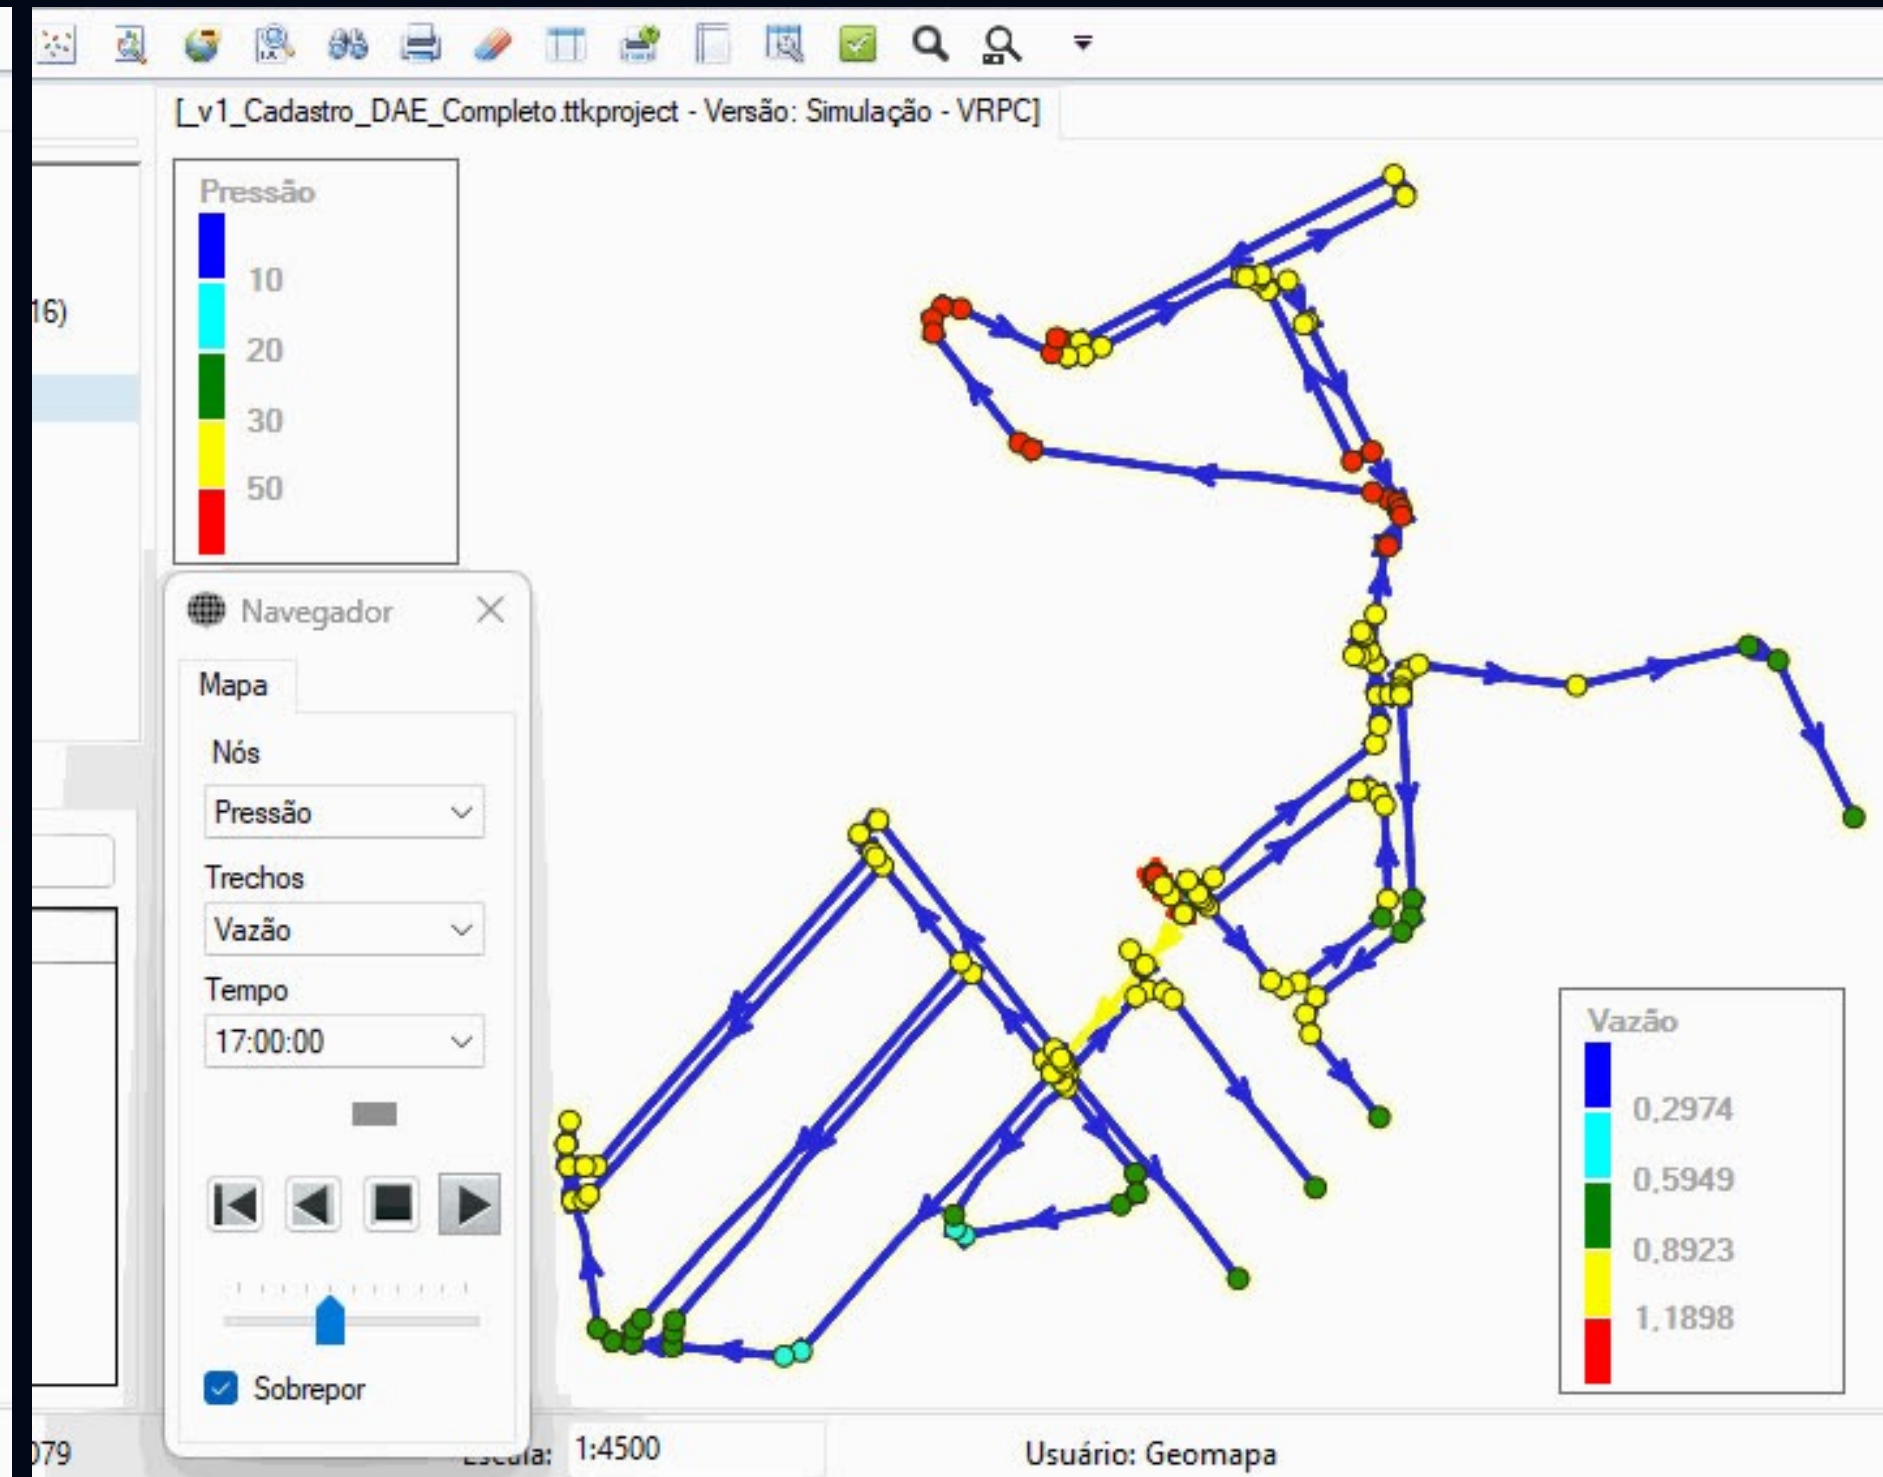 [_v1_Cadastro_DAE_Completo.ttkproject - Versão: Simulação - VRPC]
16)
Pressão
10
20
30
50
Navegador
Mapa
Nós
Pressão
Trechos
Vazão
Tempo
17:00:00
Sobrepor
Vazão
0,2974
0,5949
0,8923
1,1898
079
1:4500
Usuário: Geomapa